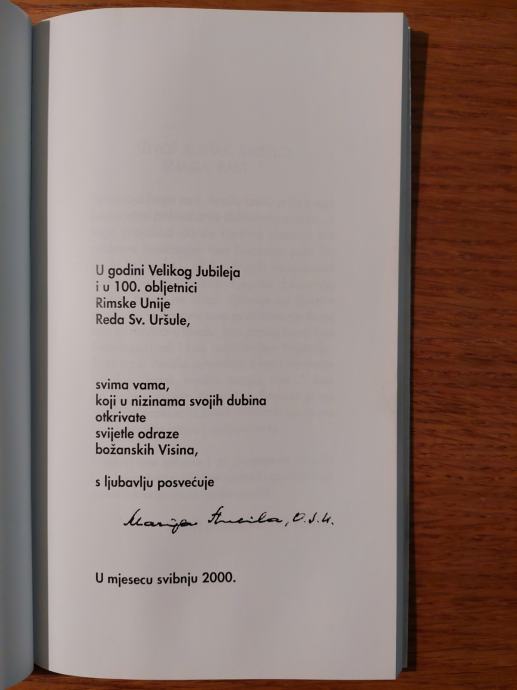 U godini Velikog Jubileja
i u 100. obljetnici
Rimske Unije
Reda Sv. Uršule,
svima vama,
koji u nizinama svojih dubina
otkrivate
svijetle odraze
božanskih Visina,
s ljubavlju posvećuje
Marija, O.S.U.
U mjesecu svibnju 2000.